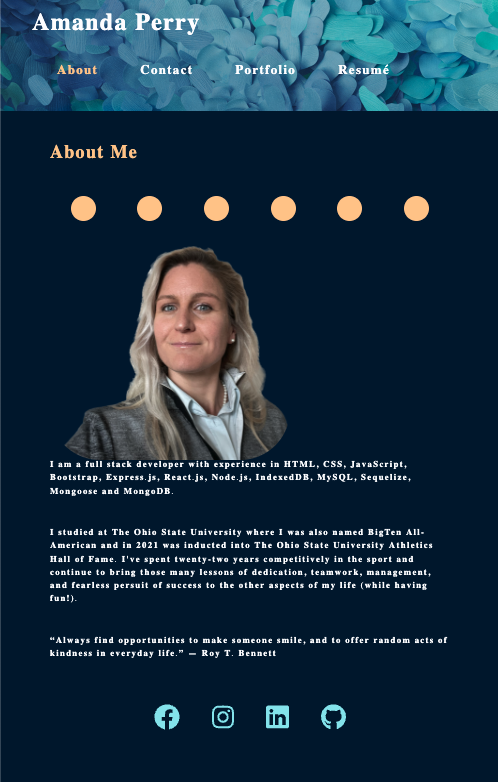 Amanda Perry
About Contact Portfolio Resumé
About Me
I am a full stack developer with experience in HTML, CSS, JavaScript,
Bootstrap, Express.js, React.js, Node.js, IndexedDB, MySQL, Sequelize,
Mongoose and MongoDB.
I studied at The Ohio State University where I was also named BigTen All-
American and in 2021 was inducted into The Ohio State University Athletics
Hall of Fame. I've spent twenty-two years competitively in the sport and
continue to bring those many lessons of dedication, teamwork, management,
and fearless persuit of success to the other aspects of my life (while having
fun!).
“Always find opportunities to make someone smile, and to offer random acts of
kindness in everyday life.” — Roy T. Bennett